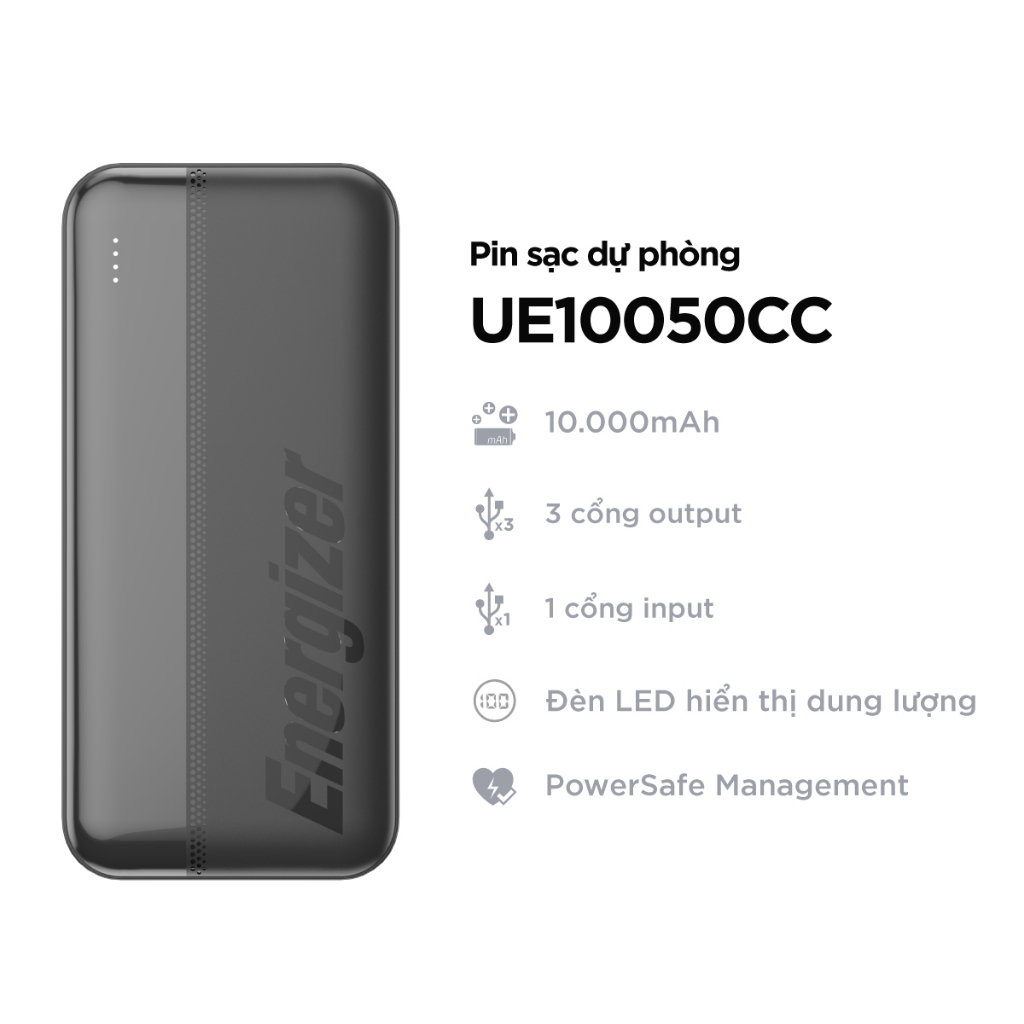 Energizer
Pin sạc dự phòng
UE10050CC
mAh
10.000mAh
x3
3 cổng output
x1
1 cổng input
100
Đèn LED hiển thị dung lượng
PowerSafe Management